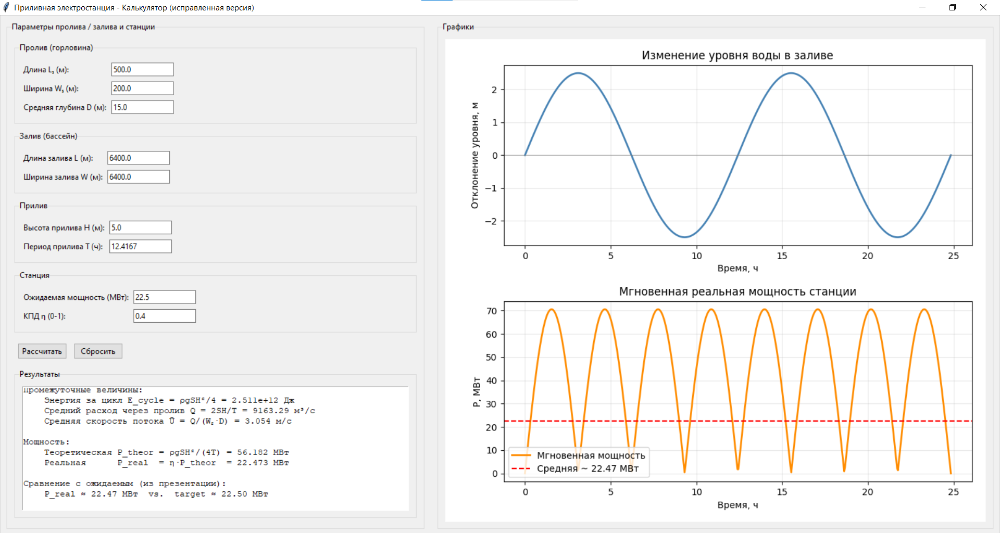 Приливная электростанция - Калькулятор (исправленная версия)
Параметры пролива / залива и станции
Пролив (горловина)
Длина Lₛ (м): 500.0
Ширина Wₛ (м): 200.0
Средняя глубина D (м): 15.0
Залив (бассейн)
Длина залива L (м): 6400.0
Ширина залива W (м): 6400.0
Прилив
Высота прилива H (м): 5.0
Период прилива T (ч): 12.4167
Станция
Ожидаемая мощность (МВт): 22.5
КПД η (0-1): 0.4
Рассчитать Сбросить
Результаты
Промежуточные величины:
Энергия за цикл E_cycle = ρgSH²/4 = 2.511e+12 Дж
Средний расход через пролив Q = 2SH/T = 9163.29 м³/с
Средняя скорость потока Ū = Q/(Wₛ·D) = 3.054 м/с
Мощность:
Теоретическая P_theor = ρgSH²/(4T) = 56.182 МВт
Реальная P_real = η·P_theor = 22.473 МВт
Сравнение с ожидаемым (из презентации):
P_real ≈ 22.47 МВт vs. target ≈ 22.50 МВт
Графики
Изменение уровня воды в заливе
Отклонение уровня, м
2
1
0
−1
−2
0 5 10 15 20 25
Время, ч
Мгновенная реальная мощность станции
P, МВт
70
60
50
40
30
20
10
0
Мгновенная мощность
Средняя ~ 22.47 МВт
0 5 10 15 20 25
Время, ч